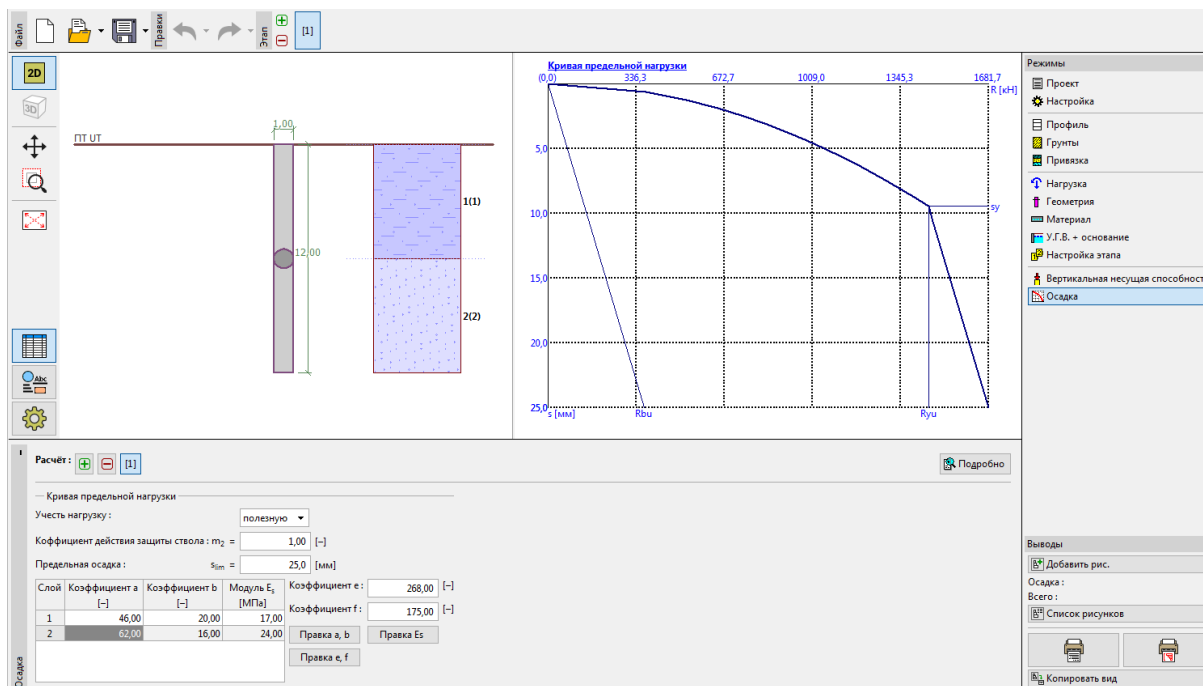 Файл
Правки
Этап
[1]
2D
3D
ПТ UT
1,00
12,00
1(1)
2(2)
Кривая предельной нагрузки
(0,0) 336,3 672,7 1009,0 1345,3 1681,7
R [кН]
5,0
10,0
15,0
20,0
25,0
s [мм]
Rbu
Ryu
sy
Режимы
Проект
Настройка
Профиль
Грунты
Привязка
Нагрузка
Геометрия
Материал
У.Г.В. + основание
Настройка этапа
Вертикальная несущая способност
Осадка
Abc
Осадка
Расчёт : [1]
Подробно
Кривая предельной нагрузки
Учесть нагрузку : полезную
Коффициент действия защиты ствола : m2 = 1,00 [–]
Предельная осадка : slim = 25,0 [мм]
Слой Коэффициент a Коэффициент b Модуль Es
[–] [–] [МПа]
1 46,00 20,00 17,00
2 62,00 16,00 24,00
Коэффициент e : 268,00 [–]
Коэффициент f : 175,00 [–]
Правка a, b Правка Es
Правка e, f
Выводы
Добавить рис.
Осадка :
Всего :
Список рисунков
Копировать вид